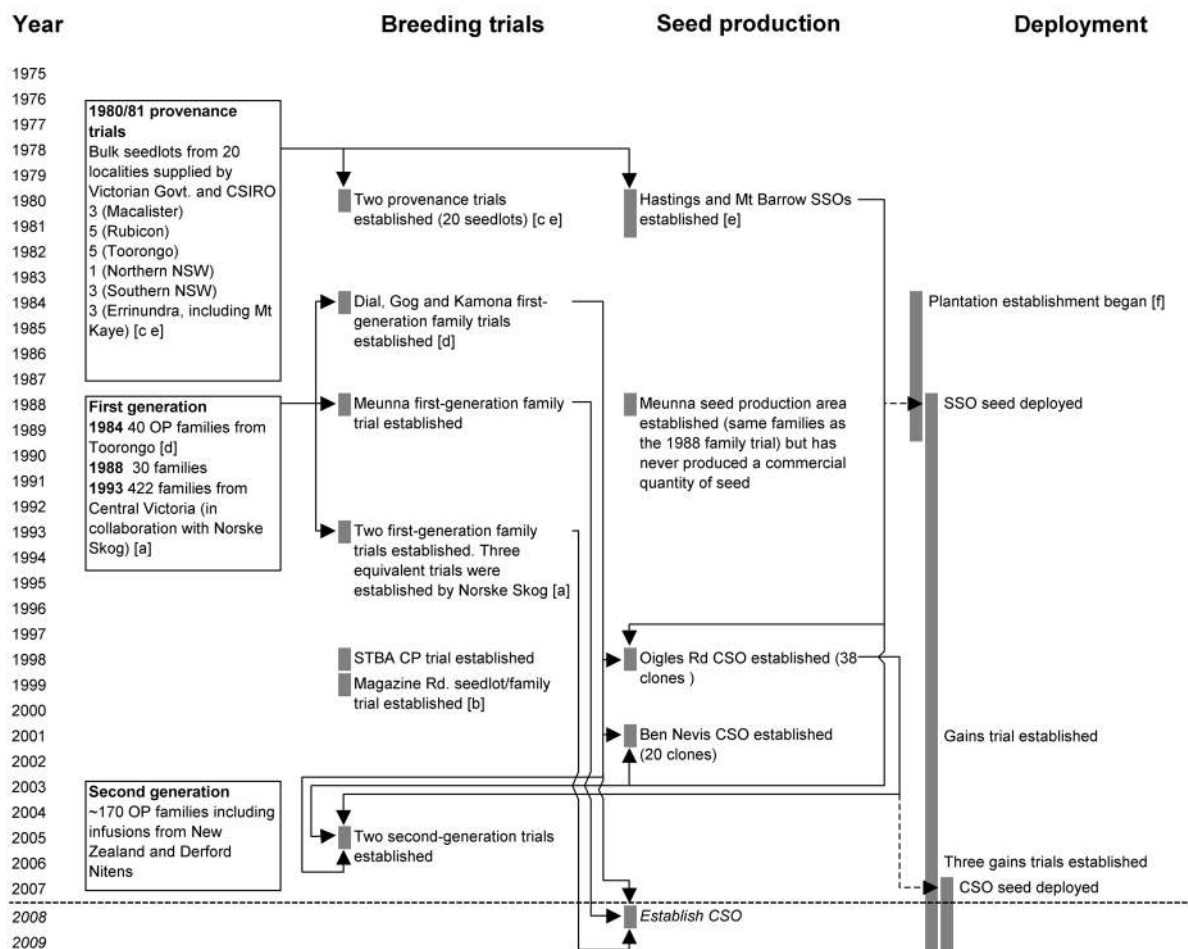 Year
Breeding trials
Seed production
Deployment
1975
1976
1977
1978
1979
1980
1981
1982
1983
1984
1985
1986
1987
1988
1989
1990
1991
1992
1993
1994
1995
1996
1997
1998
1999
2000
2001
2002
2003
2004
2005
2006
2007
2008
2009
1980/81 provenance
trials
Bulk seedlots from 20
localities supplied by
Victorian Govt. and CSIRO
3 (Macalister)
5 (Rubicon)
5 (Toorongo)
1 (Northern NSW)
3 (Southern NSW)
3 (Errinundra, including Mt
Kaye) [c e]
First generation
1984 40 OP families from
Toorongo [d]
1988 30 families
1993 422 families from
Central Victoria (in
collaboration with Norske
Skog) [a]
Second generation
~170 OP families including
infusions from New
Zealand and Derford
Nitens
Two provenance trials
established (20 seedlots) [c e]
Dial, Gog and Kamona first-
generation family trials
established [d]
Meunna first-generation family
trial established
Two first-generation family
trials established. Three
equivalent trials were
established by Norske Skog [a]
STBA CP trial established
Magazine Rd. seedlot/family
trial established [b]
Two second-generation trials
established
Hastings and Mt Barrow SSOs
established [e]
Meunna seed production area
established (same families as
the 1988 family trial) but has
never produced a commercial
quantity of seed
Oigles Rd CSO established (38
clones )
Ben Nevis CSO established
(20 clones)
Establish CSO
Plantation establishment began [f]
SSO seed deployed
Gains trial established
Three gains trials established
CSO seed deployed